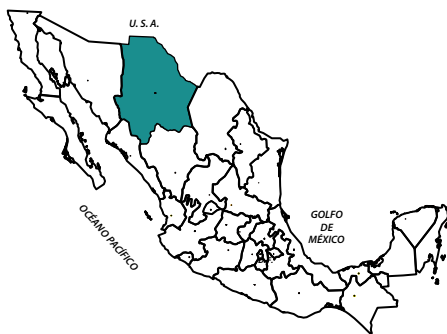 U. S. A.
GOLFO
DE
MÉXICO
OCÉANO PACÍFICO